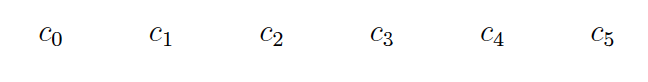 c₀ c₁ c₂ c₃ c₄ c₅